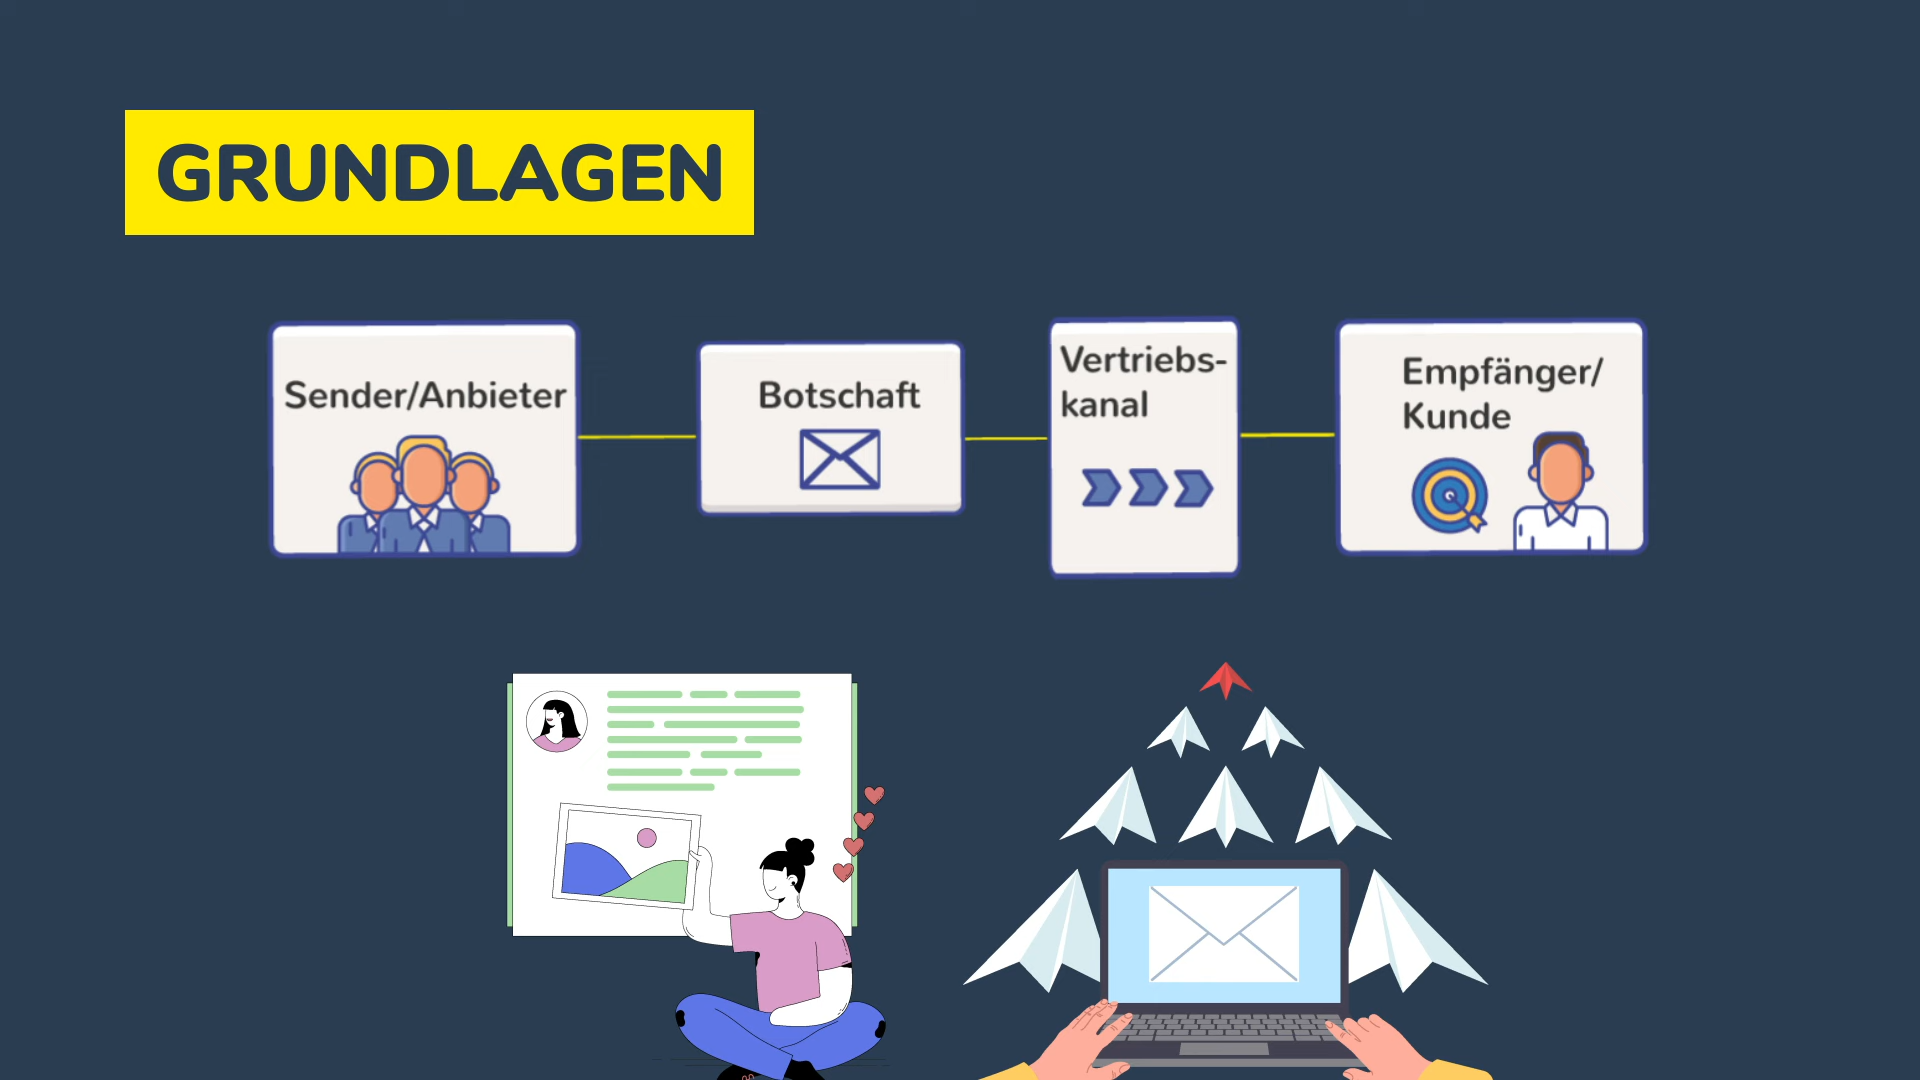 GRUNDLAGEN
Sender/Anbieter
Botschaft
Vertriebs-
kanal
Empfänger/
Kunde